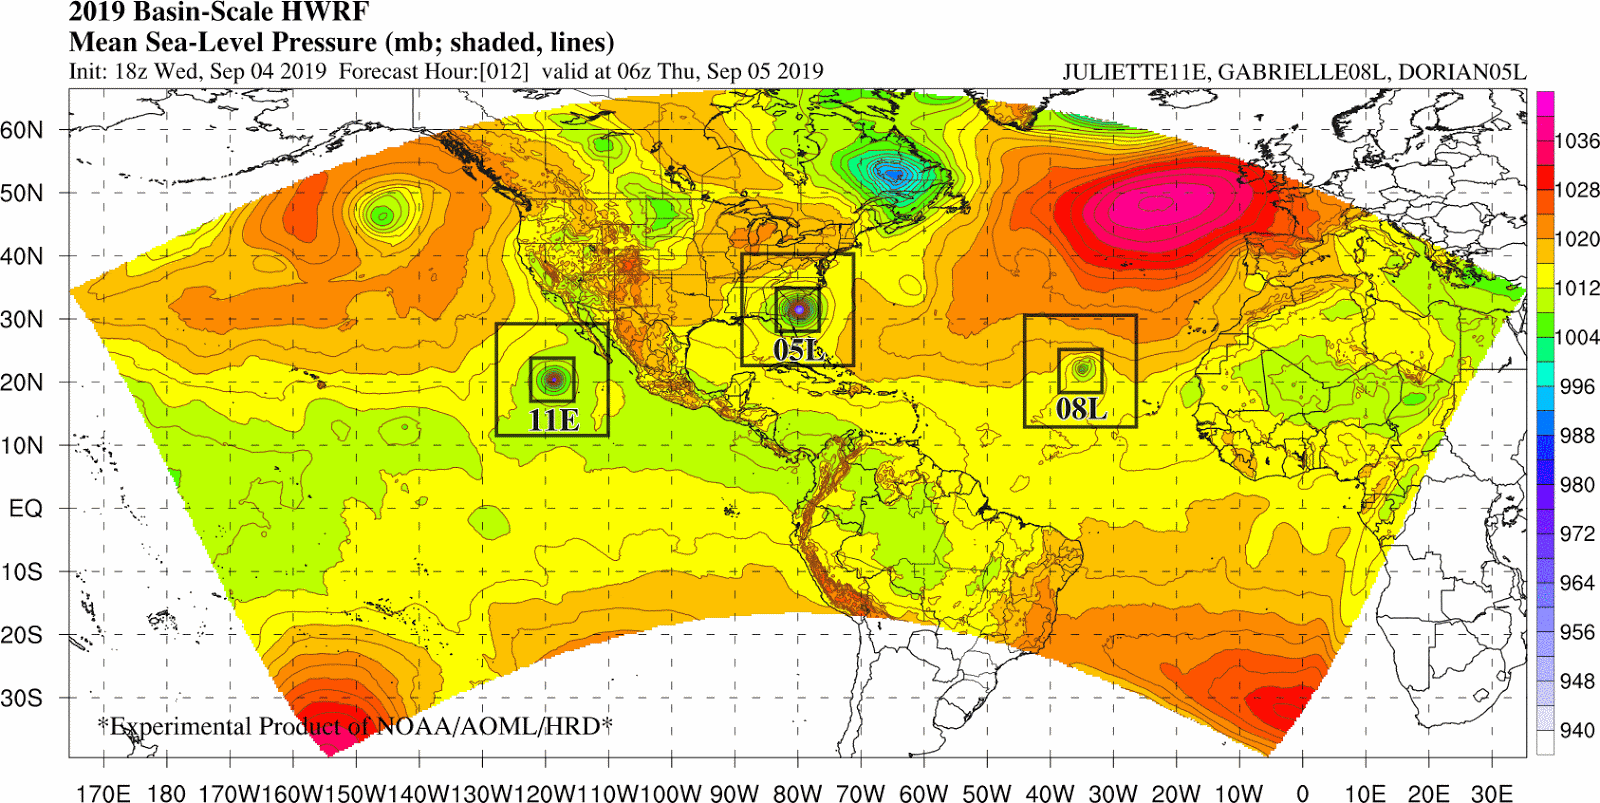 2019 Basin-Scale HWRF
Mean Sea-Level Pressure (mb; shaded, lines)
Init: 18z Wed, Sep 04 2019 Forecast Hour:[012] valid at 06z Thu, Sep 05 2019
JULIETTE11E, GABRIELLE08L, DORIAN05L
60N
50N
40N
30N
20N
10N
EQ
10S
20S
30S
05L
11E
08L
1036
1028
1020
1012
1004
996
988
980
972
964
956
948
940
*Experimental Product of NOAA/AOML/HRD*
170E 180 170W 160W 150W 140W 130W 120W 110W 100W 90W 80W 70W 60W 50W 40W 30W 20W 10W 0 10E 20E 30E